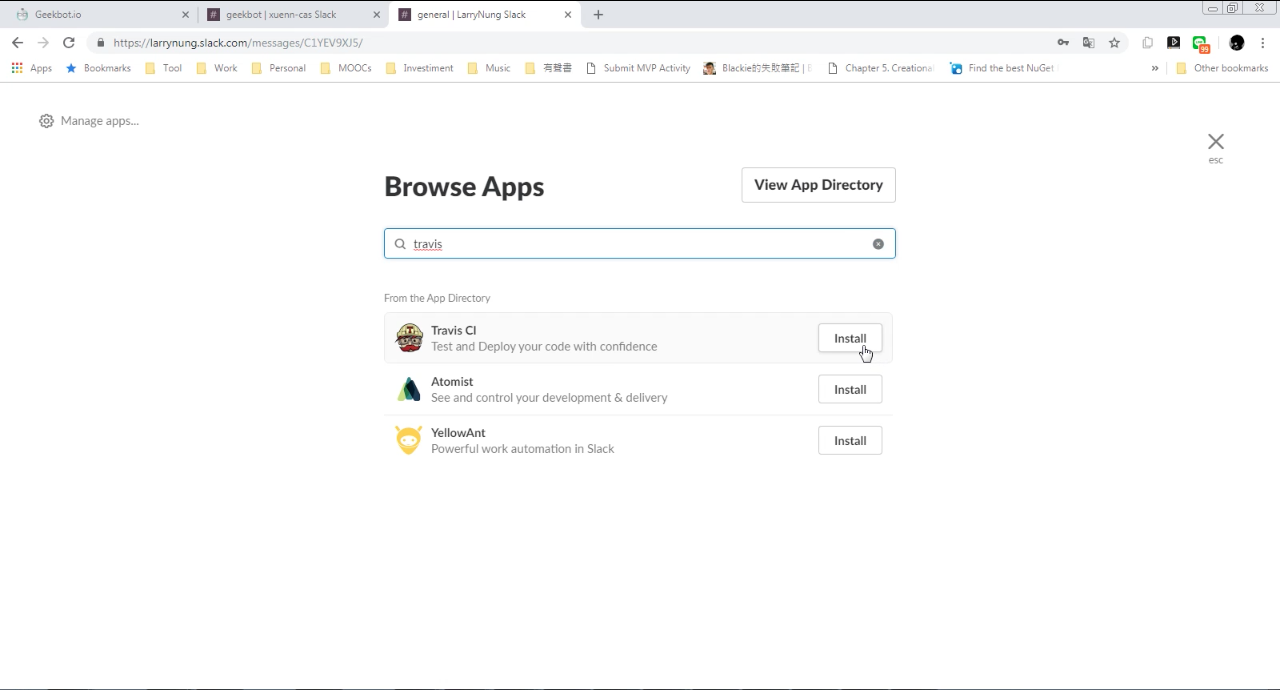 Geekbot.io
# geekbot | xuenn-cas Slack
# general | LarryNung Slack
https://larrynung.slack.com/messages/C1YEV9XJ5/
99
Apps Bookmarks Tool Work Personal MOOCs Investiment Music 有聲書 Submit MVP Activity Blackie的失敗筆記 | Chapter 5. Creationa Find the best NuGet » Other bookmarks
Manage apps...
esc
Browse Apps
View App Directory
travis
From the App Directory
Travis CI
Test and Deploy your code with confidence
Install
Atomist
See and control your development & delivery
Install
YellowAnt
Powerful work automation in Slack
Install